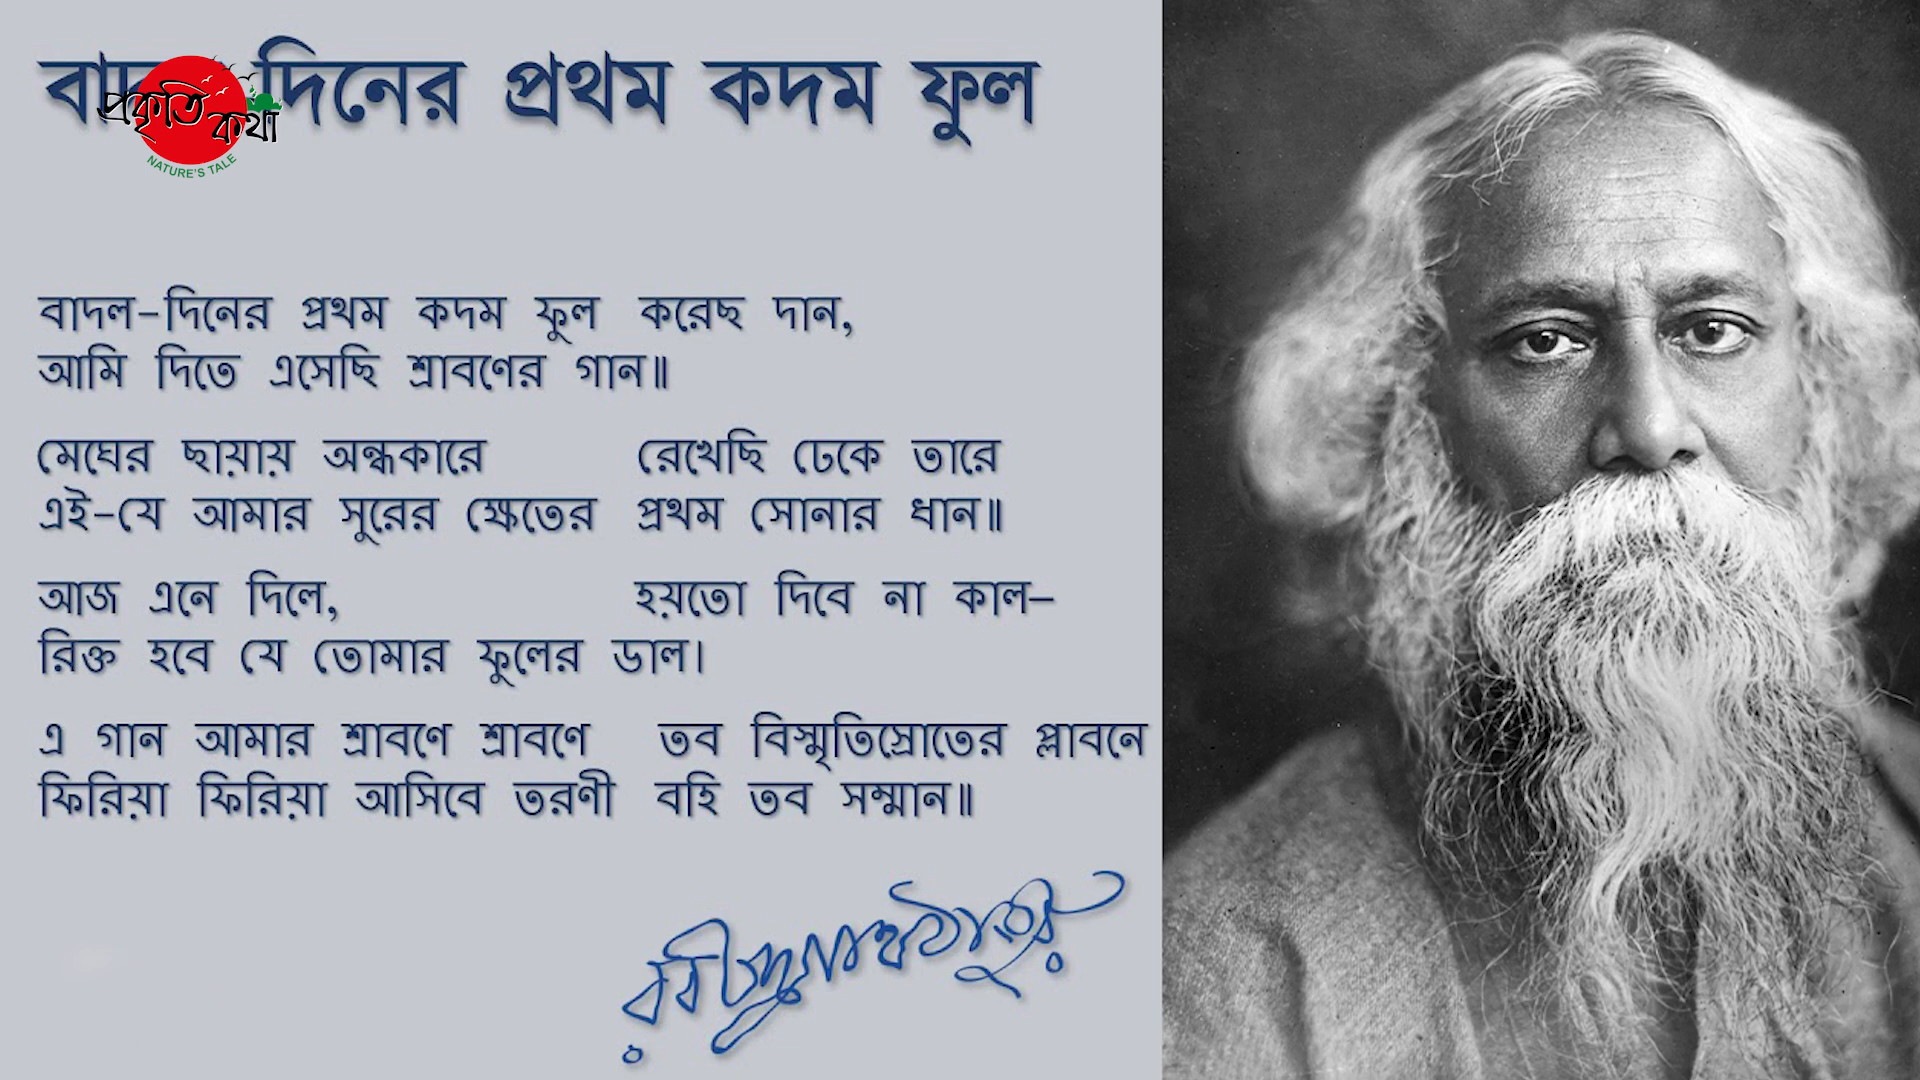 বাদল দিনের প্রথম কদম ফুল
প্রকৃতি কথা
NATURE'S TALE
বাদল-দিনের প্রথম কদম ফুল করেছ দান,
আমি দিতে এসেছি শ্রাবণের গান॥
মেঘের ছায়ায় অন্ধকারে রেখেছি ঢেকে তারে
এই-যে আমার সুরের ক্ষেতের প্রথম সোনার ধান॥
আজ এনে দিলে, হয়তো দিবে না কাল—
রিক্ত হবে যে তোমার ফুলের ডাল।
এ গান আমার শ্রাবণে শ্রাবণে তব বিস্মৃতিস্রোতের প্লাবনে
ফিরিয়া ফিরিয়া আসিবে তরণী বহি তব সম্মান॥
রবীন্দ্রনাথ ঠাকুর